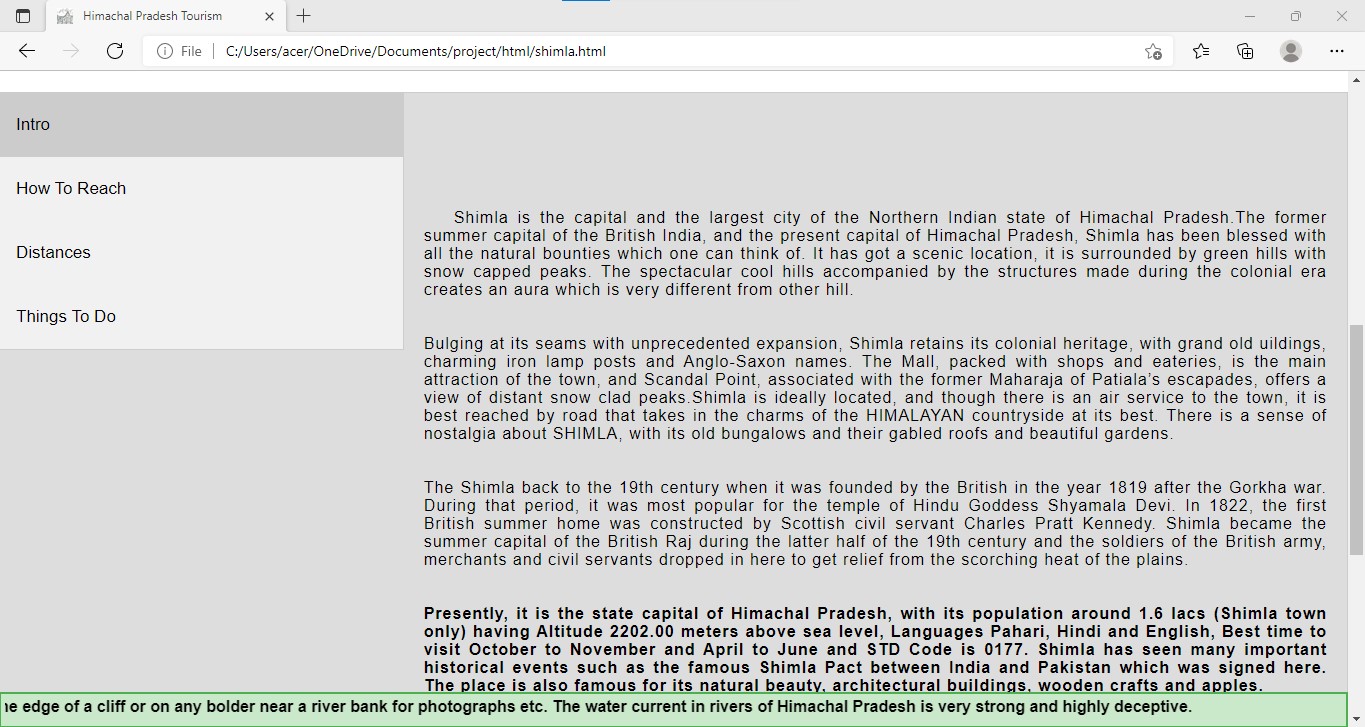 Himachal Pradesh Tourism
File
C:/Users/acer/OneDrive/Documents/project/html/shimla.html
Intro
How To Reach
Distances
Things To Do
Shimla is the capital and the largest city of the Northern Indian state of Himachal Pradesh.The former
summer capital of the British India, and the present capital of Himachal Pradesh, Shimla has been blessed with
all the natural bounties which one can think of. It has got a scenic location, it is surrounded by green hills with
snow capped peaks. The spectacular cool hills accompanied by the structures made during the colonial era
creates an aura which is very different from other hill.
Bulging at its seams with unprecedented expansion, Shimla retains its colonial heritage, with grand old uildings,
charming iron lamp posts and Anglo-Saxon names. The Mall, packed with shops and eateries, is the main
attraction of the town, and Scandal Point, associated with the former Maharaja of Patiala's escapades, offers a
view of distant snow clad peaks.Shimla is ideally located, and though there is an air service to the town, it is
best reached by road that takes in the charms of the HIMALAYAN countryside at its best. There is a sense of
nostalgia about SHIMLA, with its old bungalows and their gabled roofs and beautiful gardens.
The Shimla back to the 19th century when it was founded by the British in the year 1819 after the Gorkha war.
During that period, it was most popular for the temple of Hindu Goddess Shyamala Devi. In 1822, the first
British summer home was constructed by Scottish civil servant Charles Pratt Kennedy. Shimla became the
summer capital of the British Raj during the latter half of the 19th century and the soldiers of the British army,
merchants and civil servants dropped in here to get relief from the scorching heat of the plains.
Presently, it is the state capital of Himachal Pradesh, with its population around 1.6 lacs (Shimla town
only) having Altitude 2202.00 meters above sea level, Languages Pahari, Hindi and English, Best time to
visit October to November and April to June and STD Code is 0177. Shimla has seen many important
historical events such as the famous Shimla Pact between India and Pakistan which was signed here.
The place is also famous for its natural beauty, architectural buildings, wooden crafts and apples.
edge of a cliff or on any bolder near a river bank for photographs etc. The water current in rivers of Himachal Pradesh is very strong and highly deceptive.